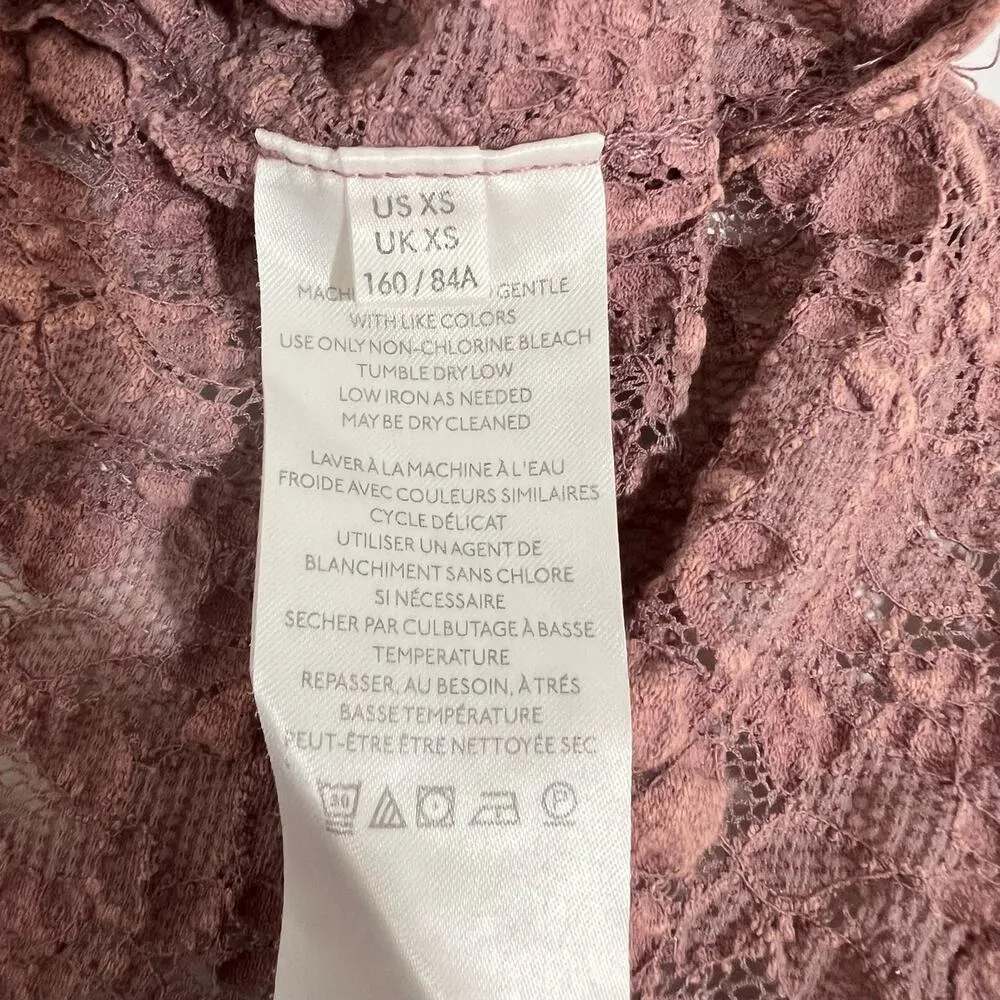 US XS
UK XS
160 / 84A
MACH GENTLE
WITH LIKE COLORS
USE ONLY NON-CHLORINE BLEACH
TUMBLE DRY LOW
LOW IRON AS NEEDED
MAY BE DRY CLEANED
LAVER À LA MACHINE À L'EAU
FROIDE AVEC COULEURS SIMILAIRES
CYCLE DÉLICAT
UTILISER UN AGENT DE
BLANCHIMENT SANS CHLORE
SI NÉCESSAIRE
SECHER PAR CULBUTAGE À BASSE
TEMPERATURE
REPASSER, AU BESOIN, À TRÉS
BASSE TEMPÉRATURE
PEUT-ÊTRE ÊTRE NETTOYÉE SEC
30 P